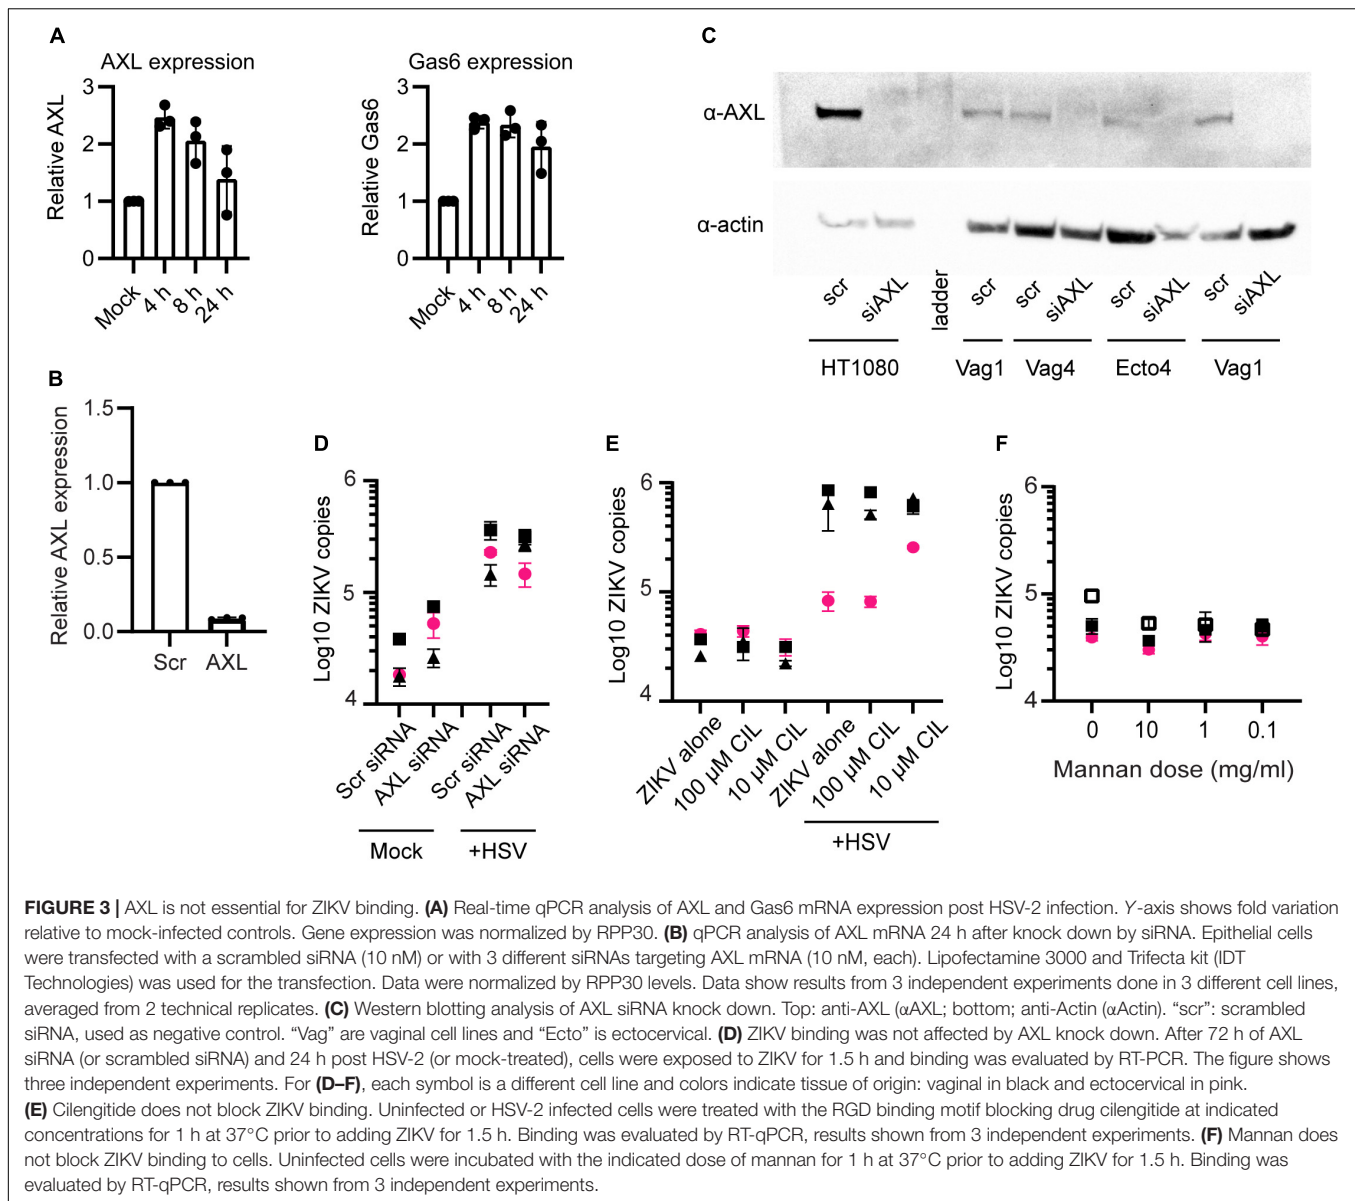 A
AXL expression
Relative AXL
3
2
1
0
Mock
4 h
8 h
24 h
Gas6 expression
Relative Gas6
3
2
1
0
Mock
4 h
8 h
24 h
C
α-AXL
α-actin
scr
siAXL
ladder
scr
scr
siAXL
scr
siAXL
scr
siAXL
HT1080
Vag1
Vag4
Ecto4
Vag1
B
Relative AXL expression
1.5
1.0
0.5
0.0
Scr
AXL
D
Log10 ZIKV copies
6
5
4
Scr siRNA
AXL siRNA
Scr siRNA
AXL siRNA
Mock
+HSV
E
Log10 ZIKV copies
6
5
4
ZIKV alone
100 µM CIL
10 µM CIL
ZIKV alone
100 µM CIL
10 µM CIL
+HSV
F
Log10 ZIKV copies
6
5
4
0
10
1
0.1
Mannan dose (mg/ml)
FIGURE 3 | AXL is not essential for ZIKV binding. (A) Real-time qPCR analysis of AXL and Gas6 mRNA expression post HSV-2 infection. Y-axis shows fold variation
relative to mock-infected controls. Gene expression was normalized by RPP30. (B) qPCR analysis of AXL mRNA 24 h after knock down by siRNA. Epithelial cells
were transfected with a scrambled siRNA (10 nM) or with 3 different siRNAs targeting AXL mRNA (10 nM, each). Lipofectamine 3000 and Trifecta kit (IDT
Technologies) was used for the transfection. Data were normalized by RPP30 levels. Data show results from 3 independent experiments done in 3 different cell lines,
averaged from 2 technical replicates. (C) Western blotting analysis of AXL siRNA knock down. Top: anti-AXL (αAXL; bottom; anti-Actin (αActin). “scr”: scrambled
siRNA, used as negative control. “Vag” are vaginal cell lines and “Ecto” is ectocervical. (D) ZIKV binding was not affected by AXL knock down. After 72 h of AXL
siRNA (or scrambled siRNA) and 24 h post HSV-2 (or mock-treated), cells were exposed to ZIKV for 1.5 h and binding was evaluated by RT-PCR. The figure shows
three independent experiments. For (D–F), each symbol is a different cell line and colors indicate tissue of origin: vaginal in black and ectocervical in pink.
(E) Cilengitide does not block ZIKV binding. Uninfected or HSV-2 infected cells were treated with the RGD binding motif blocking drug cilengitide at indicated
concentrations for 1 h at 37°C prior to adding ZIKV for 1.5 h. Binding was evaluated by RT-qPCR, results shown from 3 independent experiments. (F) Mannan does
not block ZIKV binding to cells. Uninfected cells were incubated with the indicated dose of mannan for 1 h at 37°C prior to adding ZIKV for 1.5 h. Binding was
evaluated by RT-qPCR, results shown from 3 independent experiments.